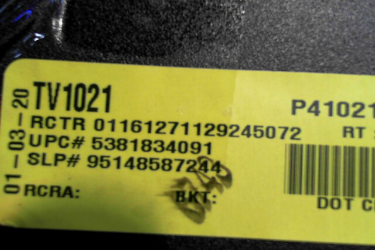 01-03-20
TV1021
P41021
RCTR 01161271129245072
RT
UPC# 5381834091
SLP# 95148587244
RCRA:
BKT:
DOT C